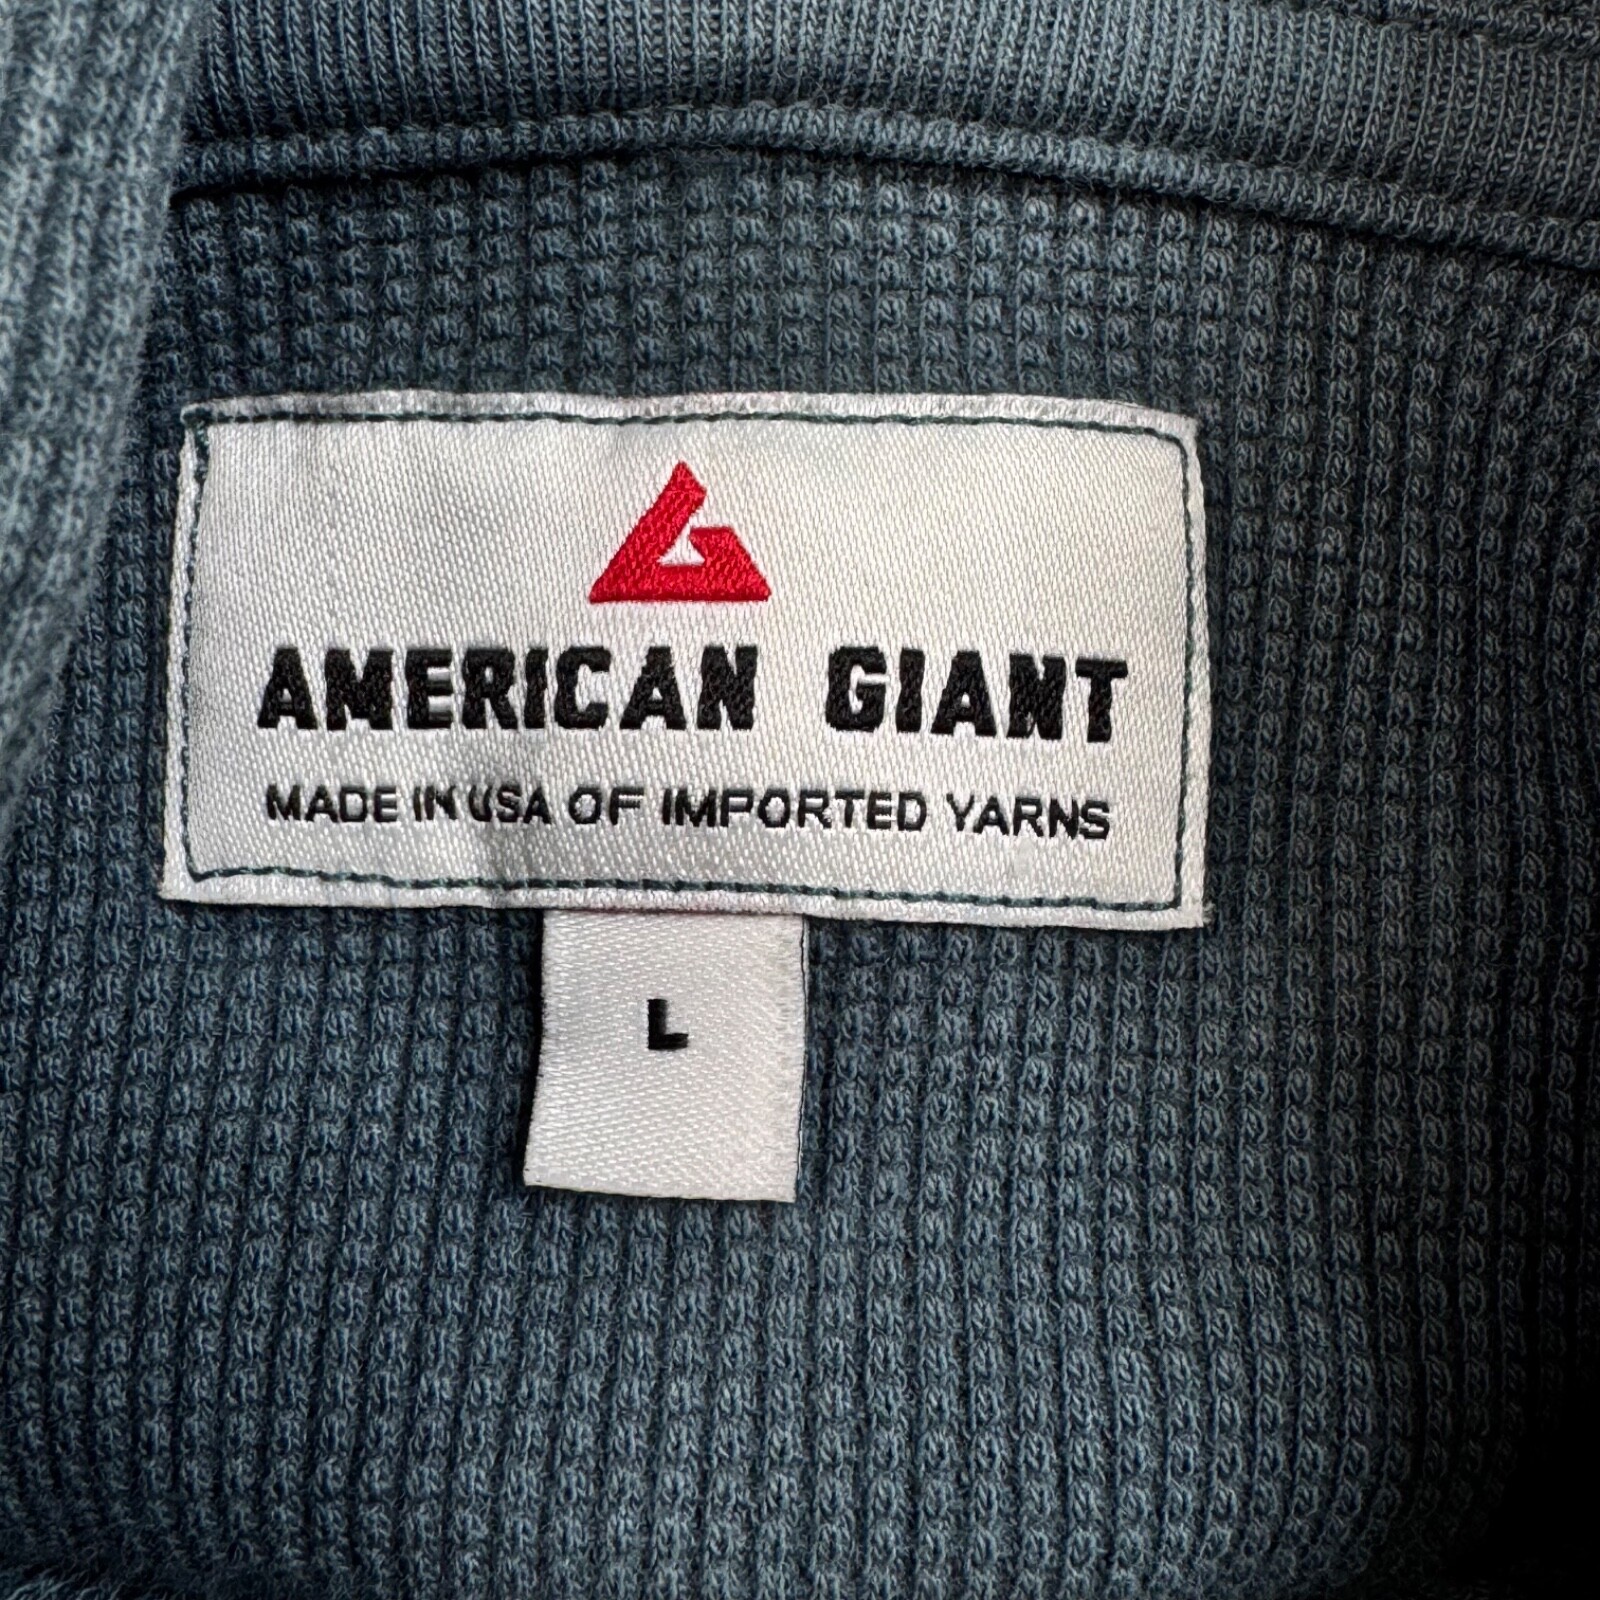 AMERICAN GIANT
MADE IN USA OF IMPORTED YARNS
L